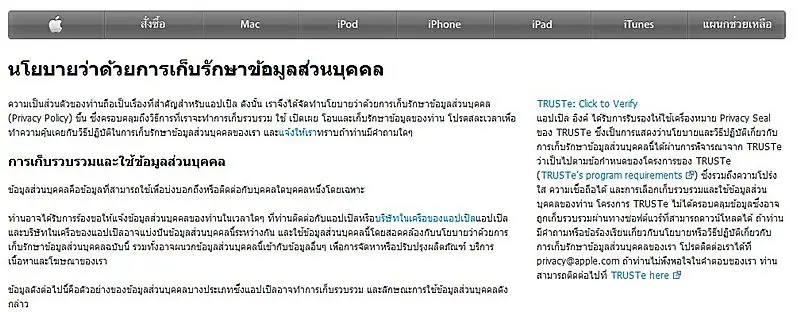 สั่งซื้อ
Mac
iPod
iPhone
iPad
iTunes
แผนกช่วยเหลือ
นโยบายว่าด้วยการเก็บรักษาข้อมูลส่วนบุคคล
ความเป็นส่วนตัวของท่านถือเป็นเรื่องที่สำคัญสำหรับแอปเปิล ดังนั้น เราจึงได้จัดทำนโยบายว่าด้วยการเก็บรักษาข้อมูลส่วนบุคคล
(Privacy Policy) ขึ้น ซึ่งครอบคลุมถึงวิธีการที่เราจะทำการเก็บรวบรวม ใช้ เปิดเผย โอนและเก็บรักษาข้อมูลของท่าน โปรดสละเวลาเพื่อ
ทำความคุ้นเคยกับวิธีปฏิบัติในการเก็บรักษาข้อมูลส่วนบุคคลของเรา และแจ้งให้เราทราบถ้าท่านมีคำถามใดๆ
การเก็บรวบรวมและใช้ข้อมูลส่วนบุคคล
ข้อมูลส่วนบุคคลคือข้อมูลที่สามารถใช้เพื่อบ่งบอกถึงหรือติดต่อกับบุคคลใดบุคคลหนึ่งโดยเฉพาะ
ท่านอาจได้รับการร้องขอให้แจ้งข้อมูลส่วนบุคคลของท่านในเวลาใดๆ ที่ท่านติดต่อกับแอปเปิลหรือบริษัทในเครือของแอปเปิลแอปเปิล
และบริษัทในเครือของแอปเปิลอาจแบ่งปันข้อมูลส่วนบุคคลนี้ระหว่างกัน และใช้ข้อมูลส่วนบุคคลนี้โดยสอดคล้องกับนโยบายว่าด้วยการ
เก็บรักษาข้อมูลส่วนบุคคลฉบับนี้ รวมทั้งอาจผนวกข้อมูลส่วนบุคคลนี้เข้ากับข้อมูลอื่นๆ เพื่อการจัดหาหรือปรับปรุงผลิตภัณฑ์ บริการ
เนื้อหาและโฆษณาของเรา
ข้อมูลดังต่อไปนี้คือตัวอย่างของข้อมูลส่วนบุคคลบางประเภทซึ่งแอปเปิลอาจทำการเก็บรวบรวม และลักษณะการใช้ข้อมูลส่วนบุคคลดัง
กล่าว
TRUSTe: Click to Verify
แอปเปิล อิงค์ ได้รับการรับรองให้ใช้เครื่องหมาย Privacy Seal
ของ TRUSTe ซึ่งเป็นการแสดงว่านโยบายและวิธีปฏิบัติเกี่ยวกับ
การเก็บรักษาข้อมูลส่วนบุคคลนี้ได้ผ่านการพิจารณาจาก TRUSTe
ว่าเป็นไปตามข้อกำหนดของโครงการของ TRUSTe
(TRUSTe's program requirements) ซึ่งรวมถึงความโปร่ง
ใส ความเชื่อถือได้ และการเลือกเก็บรวบรวมและใช้ข้อมูลส่วน
บุคคลของท่าน โครงการ TRUSTe ไม่ได้ครอบคลุมข้อมูลซึ่งอาจ
ถูกเก็บรวบรวมผ่านทางซอฟต์แวร์ที่สามารถดาวน์โหลดได้ ถ้าท่าน
มีคำถามหรือข้อร้องเรียนเกี่ยวกับนโยบายหรือวิธีปฏิบัติเกี่ยวกับ
การเก็บรักษาข้อมูลส่วนบุคคลของเรา โปรดติดต่อเราได้ที่
privacy@apple.com ถ้าท่านไม่พึงพอใจในคำตอบของเรา ท่าน
สามารถติดต่อไปที่ TRUSTe here